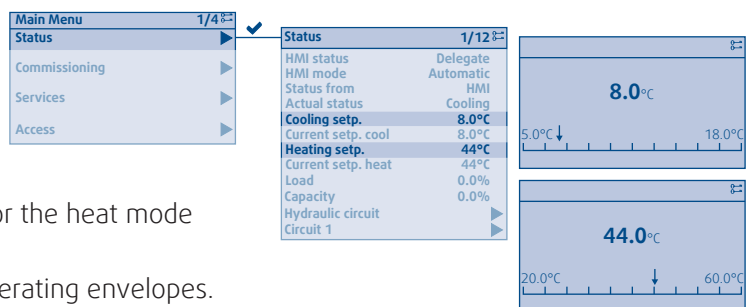 Main Menu 1/4
Status
Commissioning
Services
Access
Status 1/12
HMI status Delegate
HMI mode Automatic
Status from HMI
Actual status Cooling
Cooling setp. 8.0°C
Current setp. cool 8.0°C
Heating setp. 44°C
Current setp. heat 44°C
Load 0.0%
Capacity 0.0%
Hydraulic circuit
Circuit 1
8.0°C
5.0°C 18.0°C
44.0°C
20.0°C 60.0°C
or the heat mode
erating envelopes.